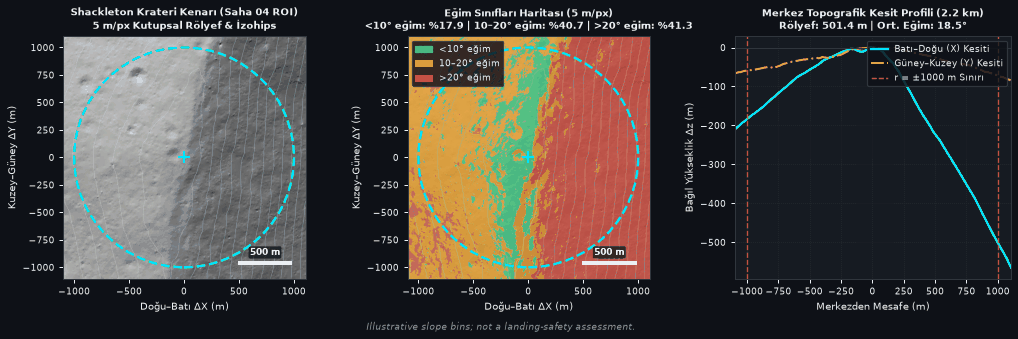 Shackleton Krateri Kenarı (Saha 04 ROI)
5 m/px Kutupsal Rölyef & İzohips
1000
750
500
250
0
−250
−500
−750
−1000
Kuzey–Güney ΔY (m)
500 m
−1000
−500
0
500
1000
Doğu–Batı ΔX (m)
Eğim Sınıfları Haritası (5 m/px)
<10° eğim: %17.9 | 10–20° eğim: %40.7 | >20° eğim: %41.3
<10° eğim
10–20° eğim
>20° eğim
1000
750
500
250
0
−250
−500
−750
−1000
Kuzey–Güney ΔY (m)
500 m
−1000
−500
0
500
1000
Doğu–Batı ΔX (m)
Merkez Topografik Kesit Profili (2.2 km)
Rölyef: 501.4 m | Ort. Eğim: 18.5°
Batı–Doğu (X) Kesiti
Güney–Kuzey (Y) Kesiti
r = ±1000 m Sınırı
0
−100
−200
−300
−400
−500
Bağıl Yükseklik Δz (m)
−1000
−750
−500
−250
0
250
500
750
1000
Merkezden Mesafe (m)
Illustrative slope bins; not a landing-safety assessment.